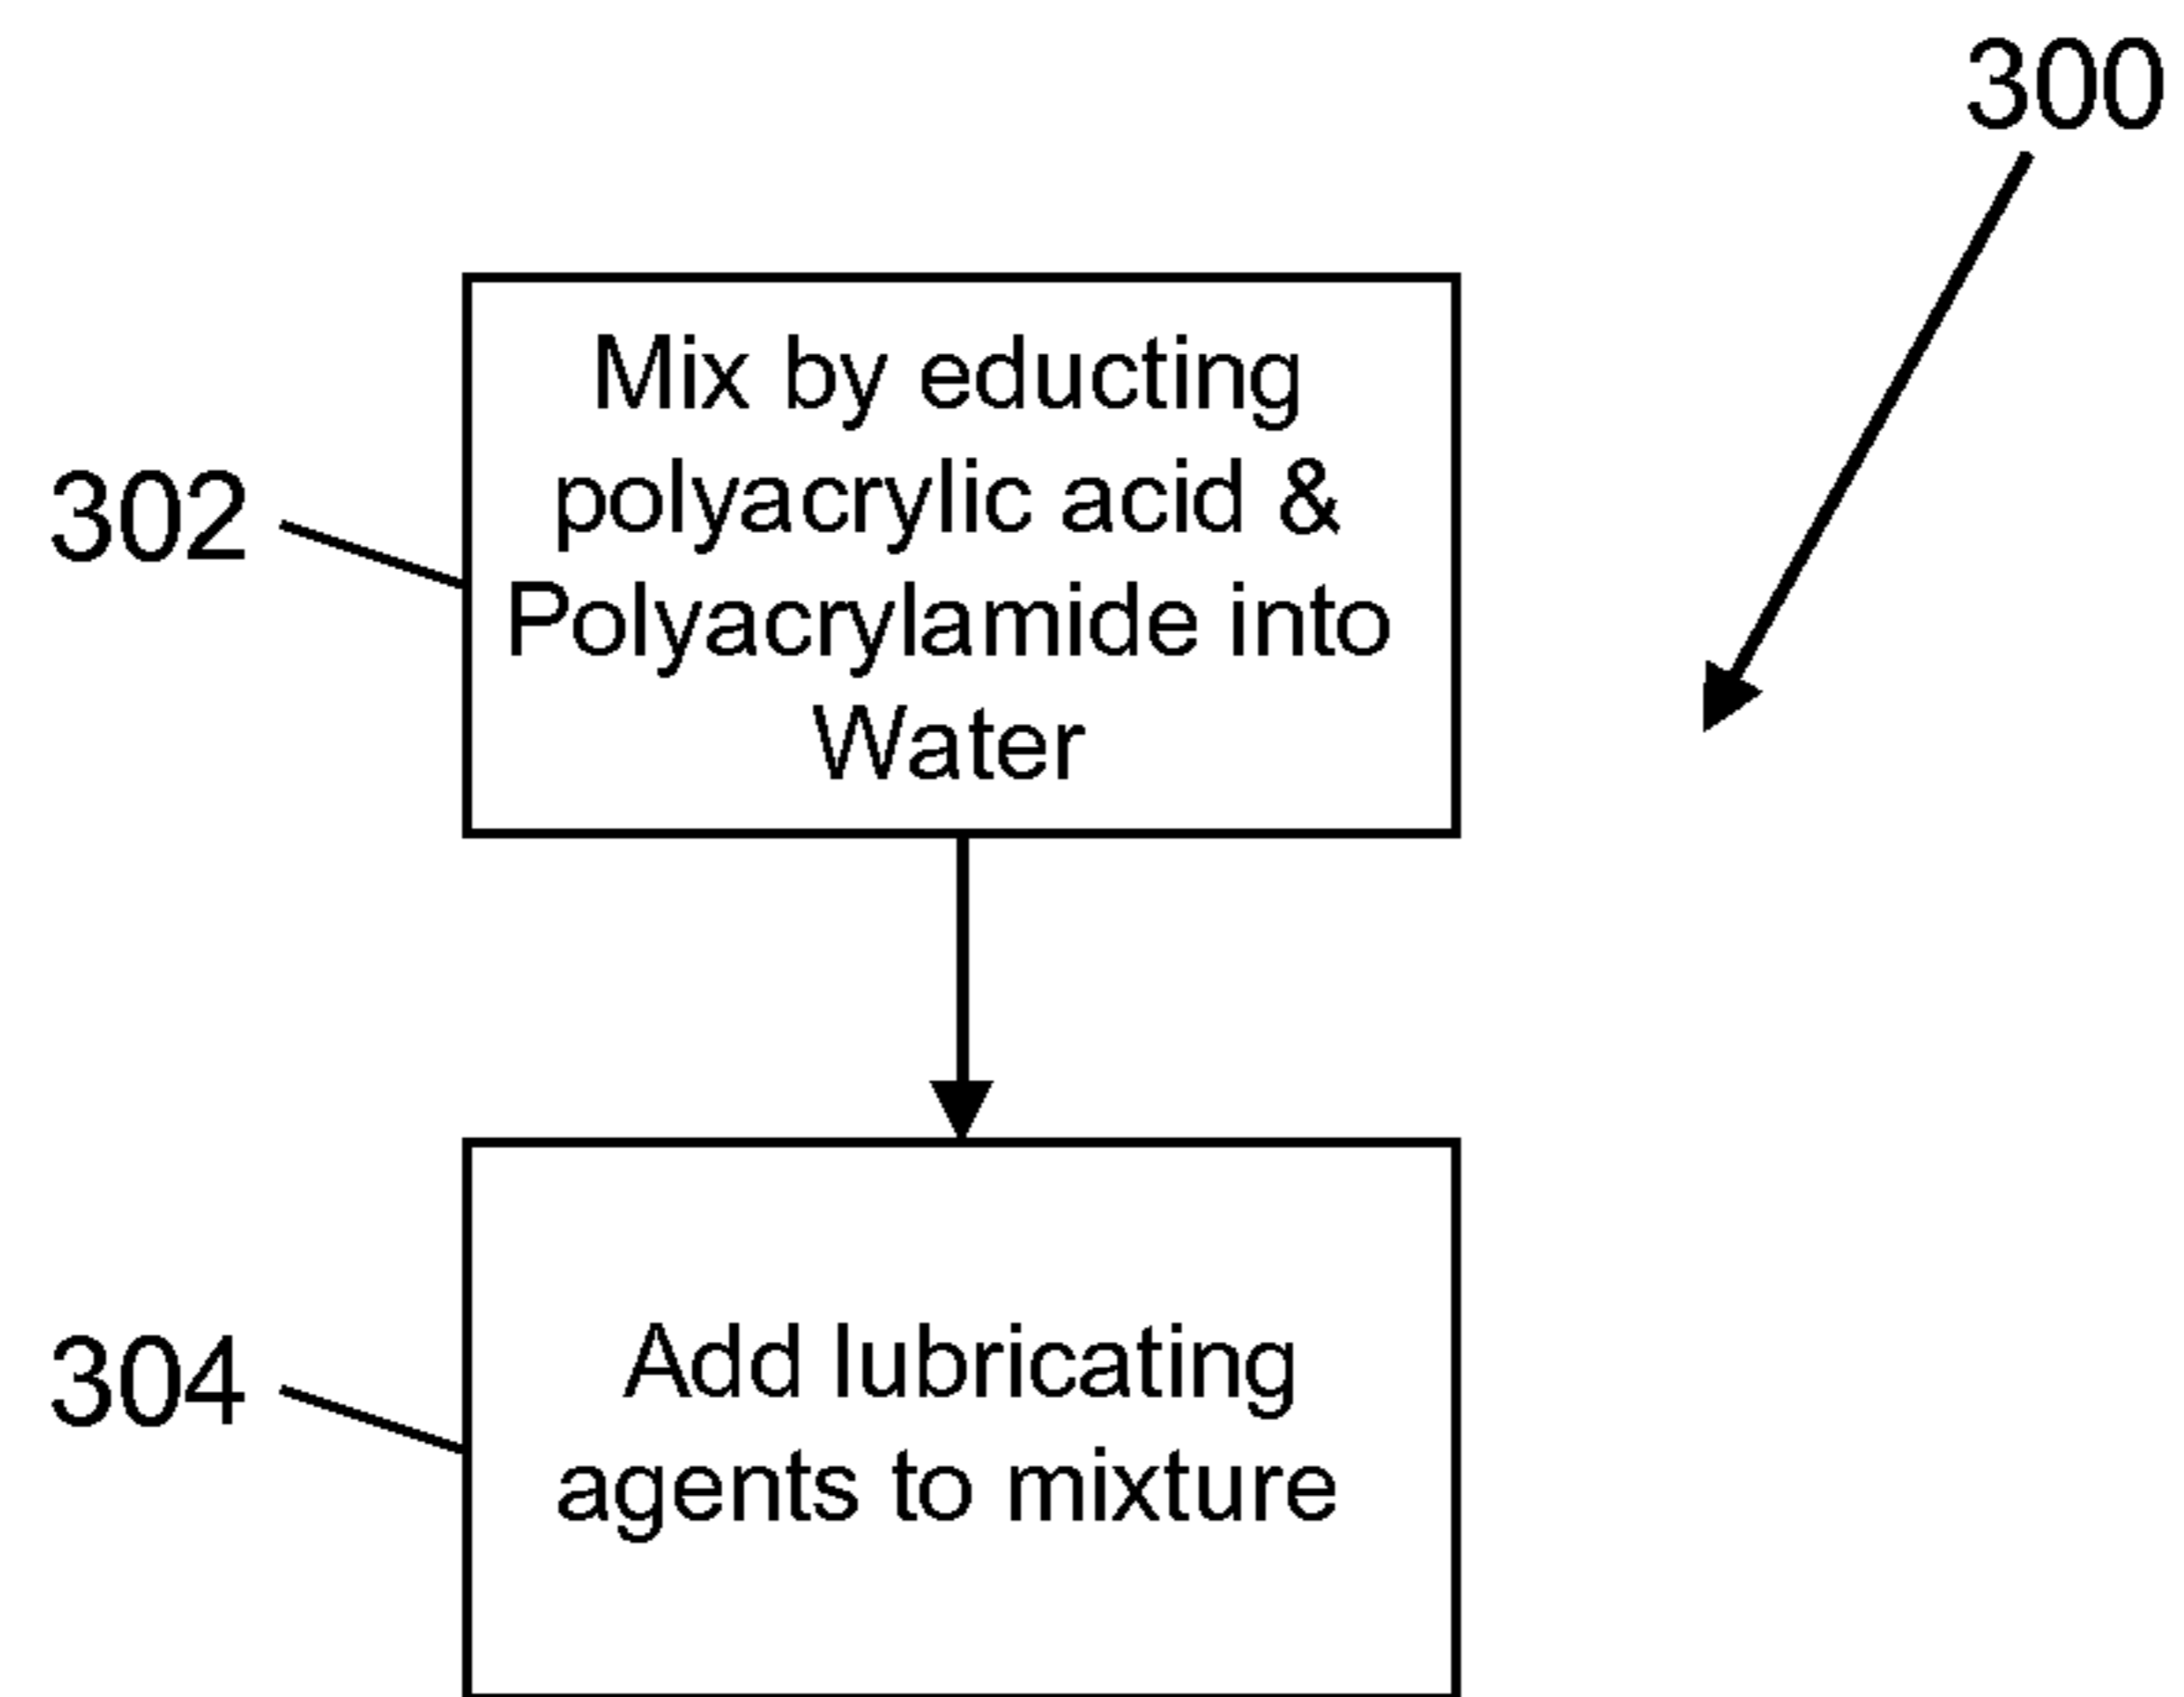 300
302
Mix by educting
polyacrylic acid &
Polyacrylamide into
Water
304
Add lubricating
agents to mixture